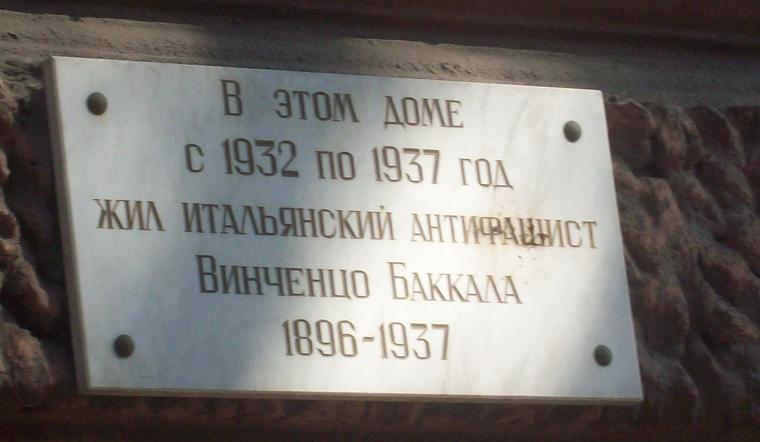 В ЭТОМ ДОМЕ
С 1932 ПО 1937 ГОД
ЖИЛ ИТАЛЬЯНСКИЙ АНТИФАШИСТ
ВИНЧЕНЦО БАККАЛА
1896-1937